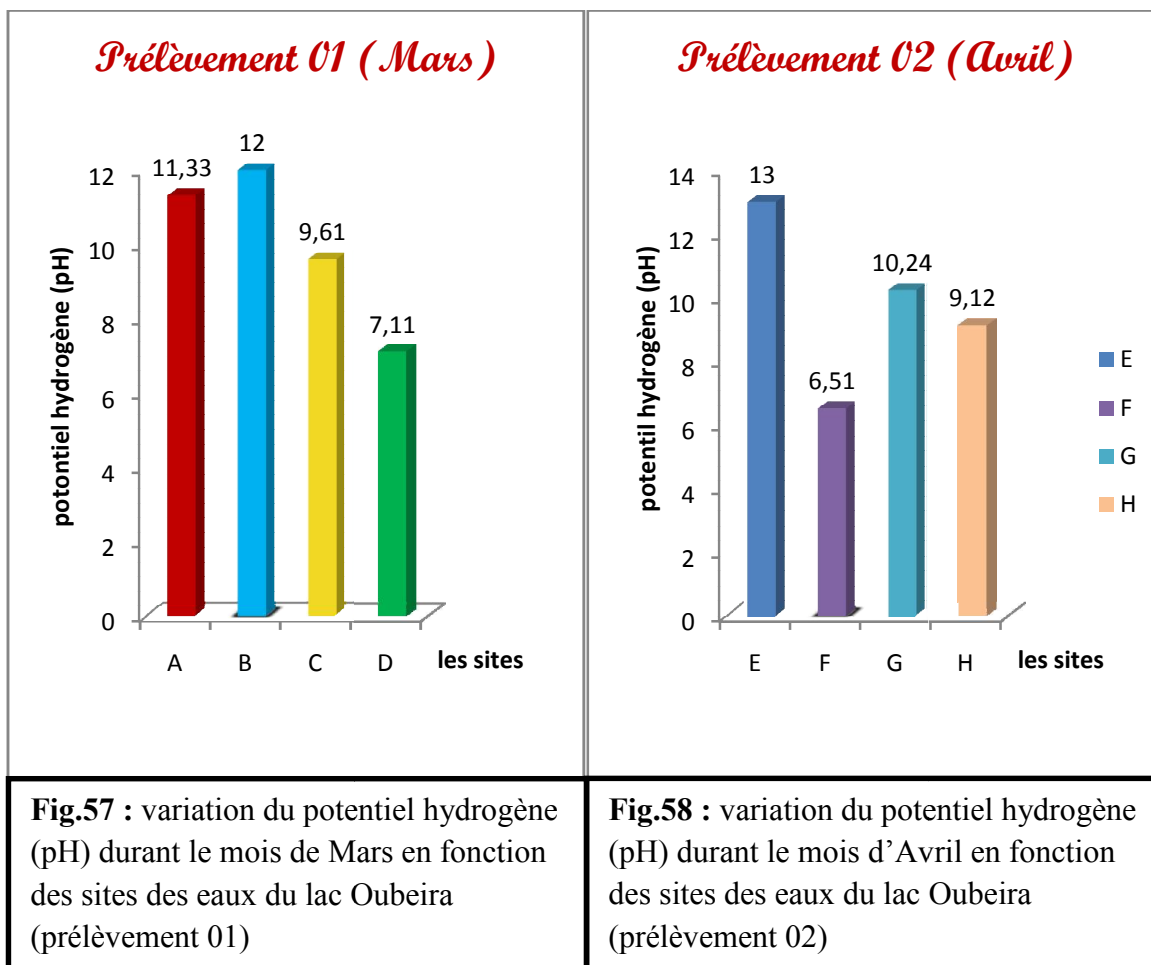 Prélèvement 01 (Mars)
12
11,33
9,61
7,11
12
10
8
6
4
2
0
potontiel hydrogène (pH)
A B C D les sites
Prélèvement 02 (Avril)
13
10,24
9,12
6,51
14
12
10
8
6
4
2
0
potentil hydrogène (pH)
E F G H les sites
E
F
G
H
Fig.57 : variation du potentiel hydrogène
(pH) durant le mois de Mars en fonction
des sites des eaux du lac Oubeira
(prélèvement 01)
Fig.58 : variation du potentiel hydrogène
(pH) durant le mois d’Avril en fonction
des sites des eaux du lac Oubeira
(prélèvement 02)